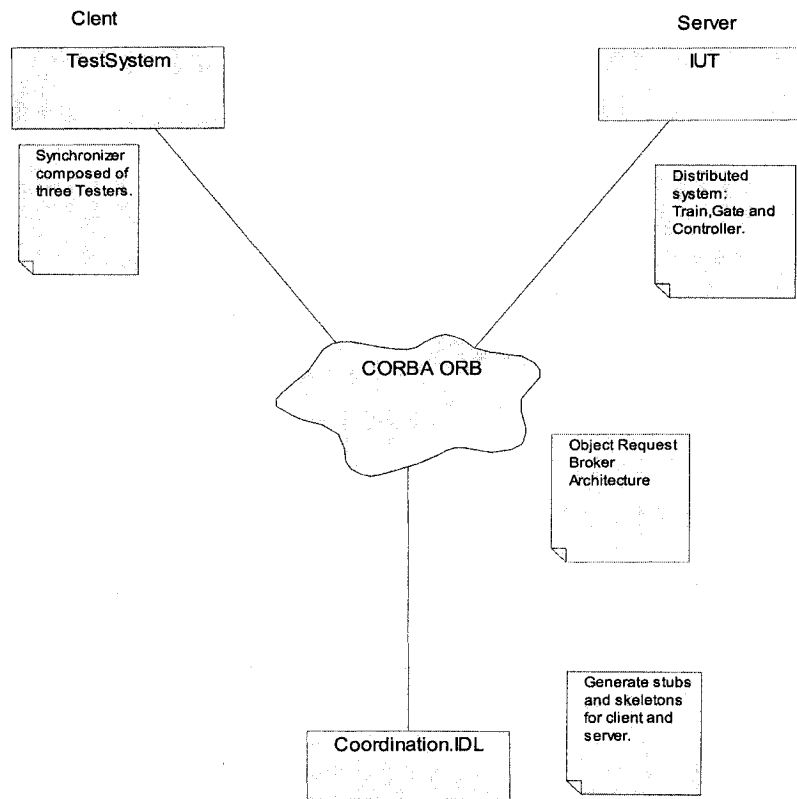 Clent
Server
TestSystem
IUT
Synchronizer
composed of
three Testers.
Distributed
system:
Train,Gate and
Controller.
CORBA ORB
Object Request
Broker
Architecture
Generate stubs
and skeletons
for client and
server.
Coordination.IDL